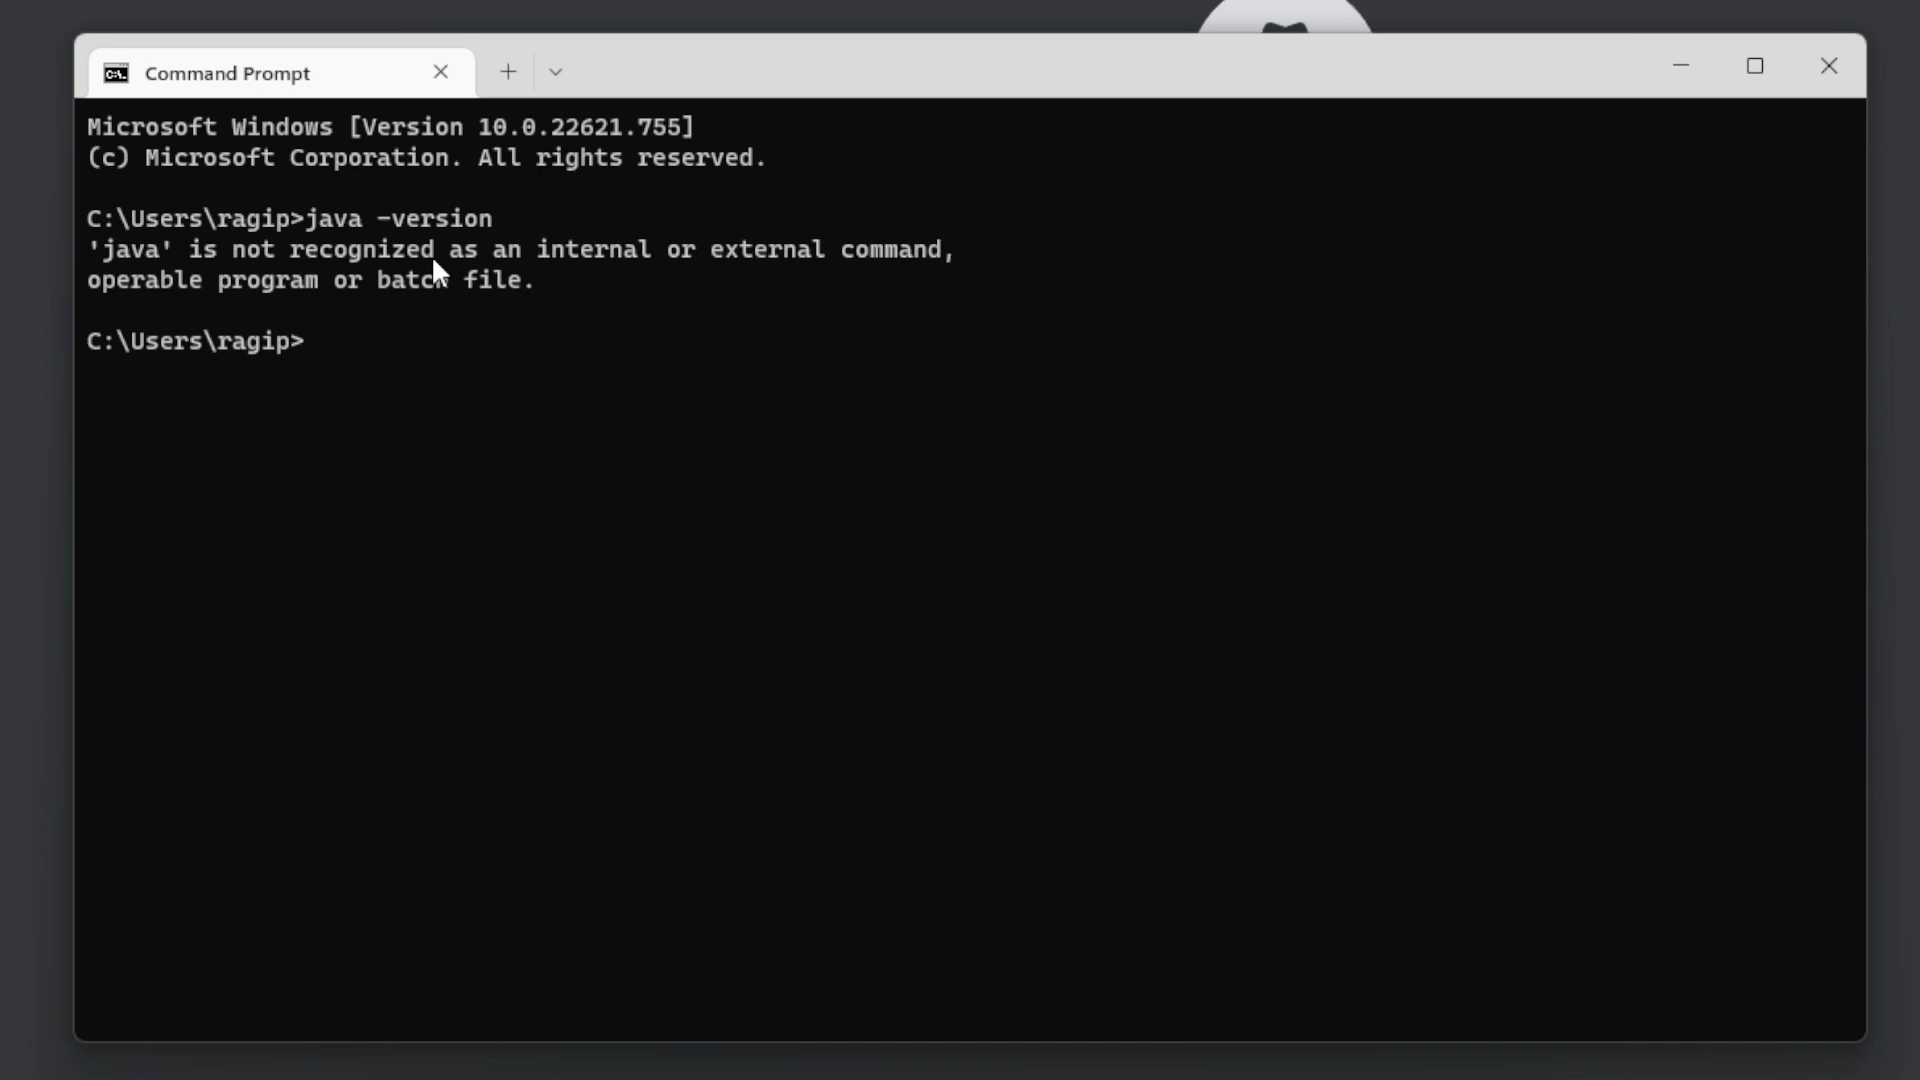 Command Prompt
Microsoft Windows [Version 10.0.22621.755]
(c) Microsoft Corporation. All rights reserved.
C:\Users\ragip>java -version
'java' is not recognized as an internal or external command,
operable program or batch file.
C:\Users\ragip>